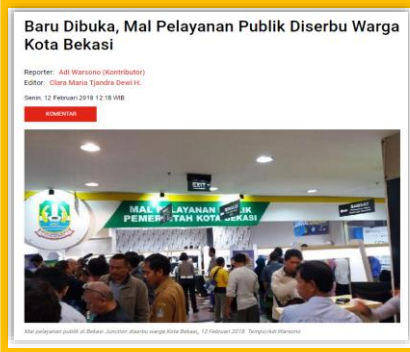 Baru Dibuka, Mal Pelayanan Publik Diserbu Warga
Kota Bekasi
Reporter: Adi Warsono (Kontributor)
Editor: Clara Maria Tjandra Dewi H.
Senin, 12 Februari 2018 12:18 WIB
KOMENTAR
EXIT
MAL PELAYANAN PUBLIK
PEMERINTAH KOTA BEKASI
Mal pelayanan publik di Bekasi Junction diserbu warga Kota Bekasi, 12 Februari 2018. Tempo/Adi Warsono